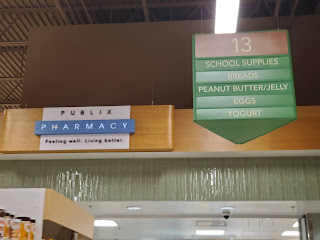 PUBLIX
PHARMACY
Feeling well. Living better.
13
SCHOOL SUPPLIES
BREADS
PEANUT BUTTER/JELLY
EGGS
YOGURT